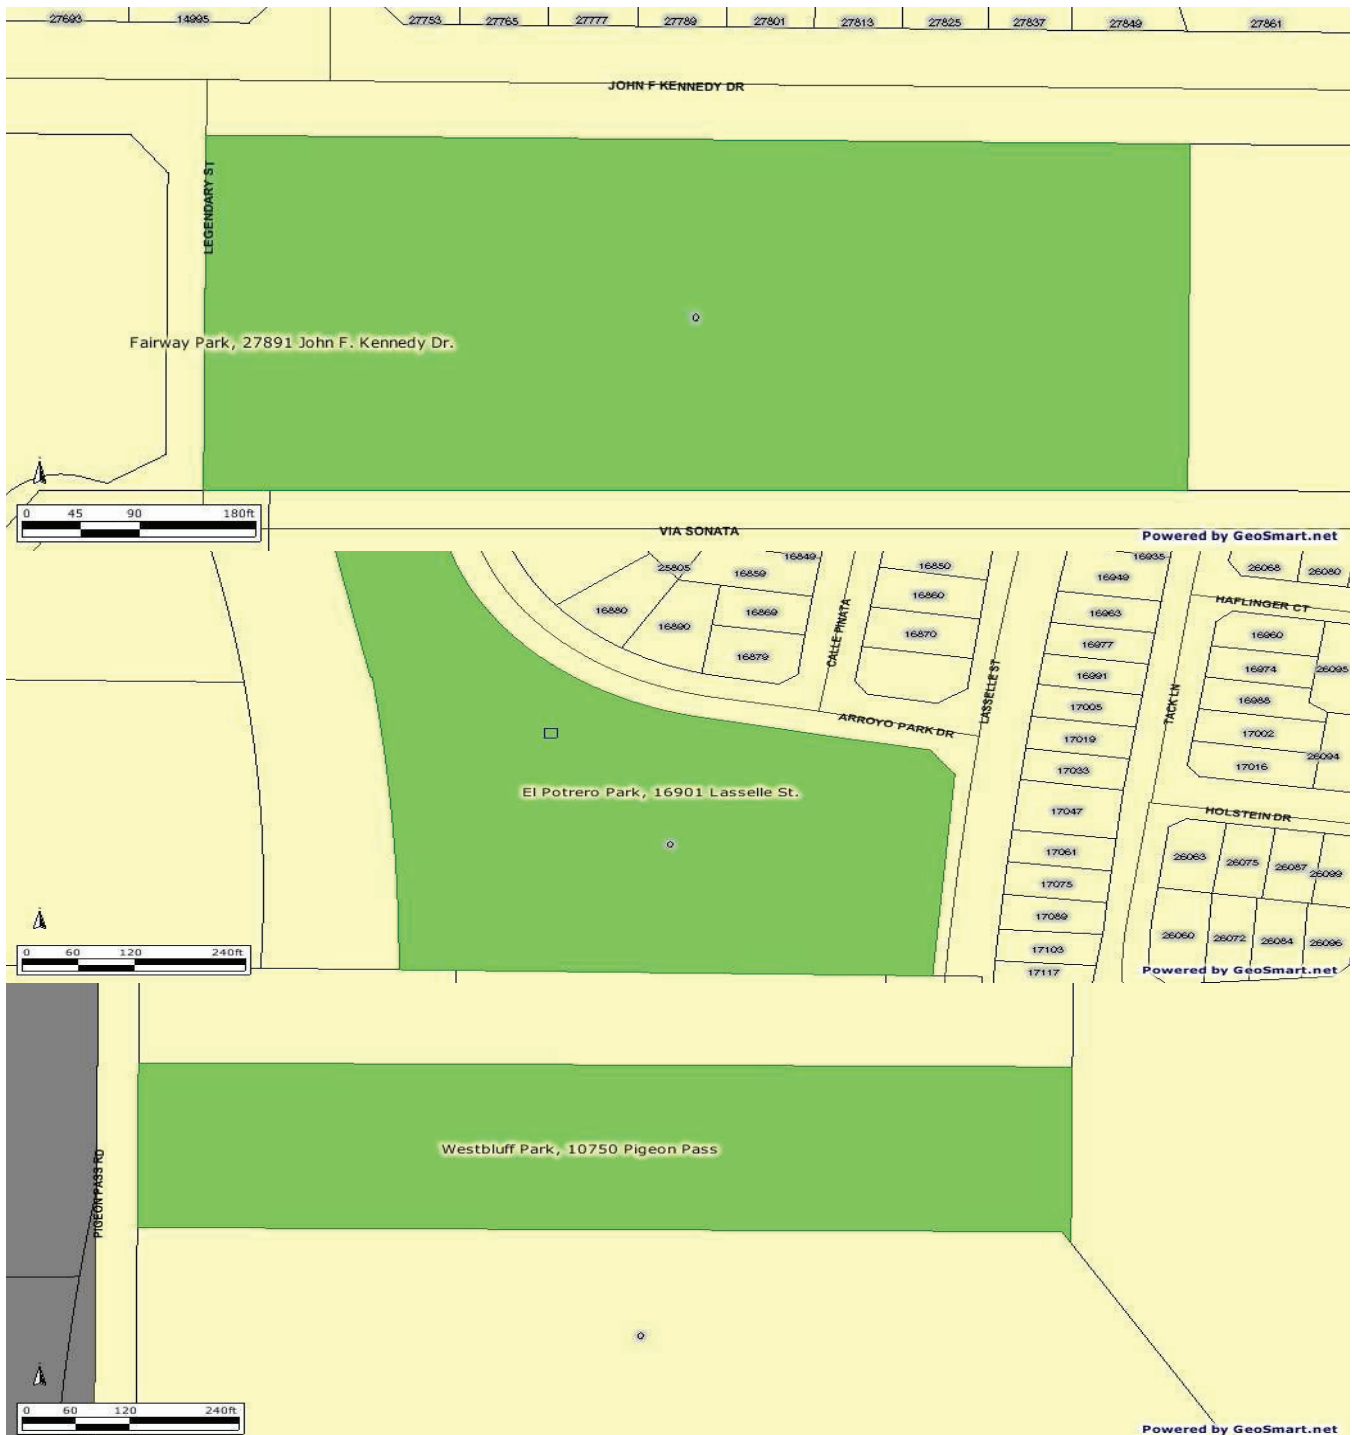 27693 14995 27753 27765 27777 27789 27801 27813 27825 27837 27849 27861
JOHN F KENNEDY DR
LEGENDARY ST
Fairway Park, 27891 John F. Kennedy Dr.
0 45 90 180ft
VIA SONATA
Powered by GeoSmart.net
25805 16859 16849 16850 16935 26068 26080
16949
16880 16869 16860 16963 HAFLINGER CT
16890 CALLE PINATA 16870 16977 16960
16879 16991 16974 26095
LASSELLE ST 17005 TACK LN 16988
ARROYO PARK DR 17019 17002
17033 17016 26094
El Potrero Park, 16901 Lasselle St.
17047 HOLSTEIN DR
17061 26063 26075 26087 26099
17075
17089
17103 26060 26072 26084 26096
0 60 120 240ft
17117 Powered by GeoSmart.net
PIGEON PASS RD
Westbluff Park, 10750 Pigeon Pass
0 60 120 240ft
Powered by GeoSmart.net